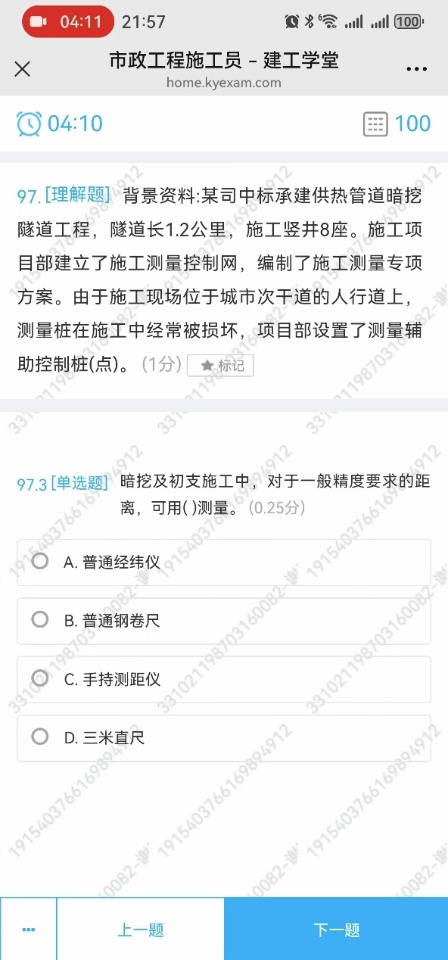 04:11 21:57 100
市政工程施工员 - 建工学堂
home.kyexam.com
04:10 100
97. [理解题] 背景资料:某司中标承建供热管道暗挖
隧道工程，隧道长1.2公里，施工竖井8座。施工项
目部建立了施工测量控制网，编制了施工测量专项
方案。由于施工现场位于城市次干道的人行道上，
测量桩在施工中经常被损坏，项目部设置了测量辅
助控制桩(点)。 (1分) ★ 标记
97.3 [单选题] 暗挖及初支施工中，对于一般精度要求的距
离，可用( )测量。 (0.25分)
A. 普通经纬仪
B. 普通钢卷尺
C. 手持测距仪
D. 三米直尺
上一题 下一题